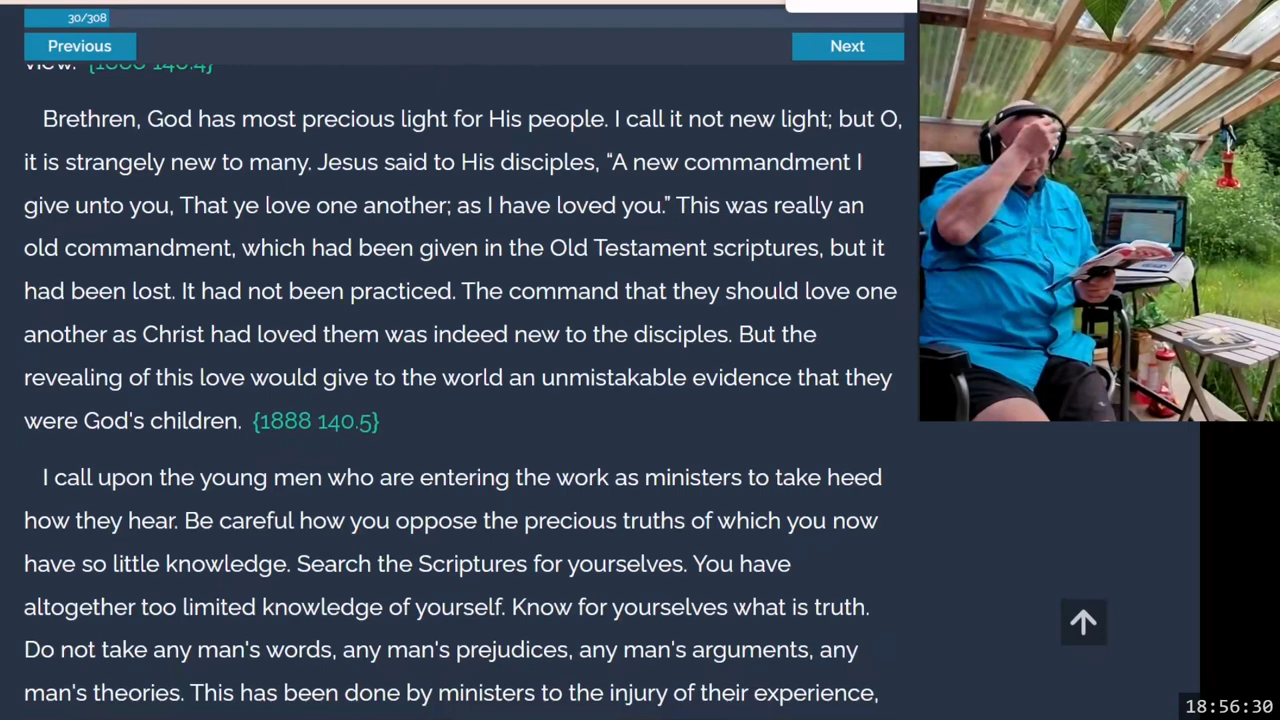 30/308
Previous
Next
view. {1888 140.4}
Brethren, God has most precious light for His people. I call it not new light; but O,
it is strangely new to many. Jesus said to His disciples, “A new commandment I
give unto you, That ye love one another; as I have loved you.” This was really an
old commandment, which had been given in the Old Testament scriptures, but it
had been lost. It had not been practiced. The command that they should love one
another as Christ had loved them was indeed new to the disciples. But the
revealing of this love would give to the world an unmistakable evidence that they
were God's children. {1888 140.5}
I call upon the young men who are entering the work as ministers to take heed
how they hear. Be careful how you oppose the precious truths of which you now
have so little knowledge. Search the Scriptures for yourselves. You have
altogether too limited knowledge of yourself. Know for yourselves what is truth.
Do not take any man's words, any man's prejudices, any man's arguments, any
man's theories. This has been done by ministers to the injury of their experience,
18:56:30